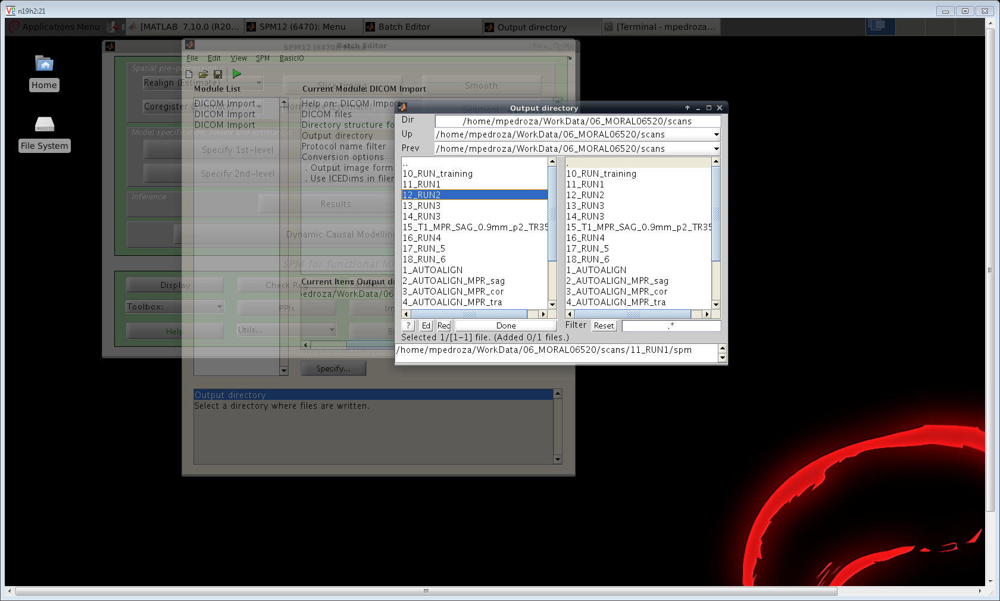 n19h2:21
Applications Menu
[MATLAB 7.10.0 (R20...
SPM12 (6470): Menu
Batch Editor
Output directory
[Terminal - mpedroza...
Home
File System
SPM12 (6470): Menu
Batch Editor
File Edit View SPM BasicIO
Spatial pre-processing
Realign (Estimate)
Slice timing
Smooth
Coregister (Estimate)
Normalise (Estimate)
Segment
Module List
DICOM Import
DICOM Import
DICOM Import
Current Module: DICOM Import
Help on: DICOM Import
DICOM files
Directory structure fo
Output directory
Protocol name filter
Conversion options
. Output image forma
. Use ICEDims in filer
Model specification, review and estimation
Specify 1st-level
Specify 2nd-level
Inference
Results
Dynamic Causal Modelling
SPM for functional M
Current Item: Output di
pedroza/WorkData/06
Display
Check Reg
Toolbox:
PPIs
Im
Help
Utils...
Ba
Specify...
Output directory
Select a directory where files are written.
Output directory
Dir /home/mpedroza/WorkData/06_MORAL06520/scans
Up /home/mpedroza/WorkData/06_MORAL06520/scans
Prev /home/mpedroza/WorkData/06_MORAL06520/scans
..
10_RUN_training
11_RUN1
12_RUN2
13_RUN3
14_RUN3
15_T1_MPR_SAG_0.9mm_p2_TR35
16_RUN4
17_RUN_5
18_RUN_6
1_AUTOALIGN
2_AUTOALIGN_MPR_sag
3_AUTOALIGN_MPR_cor
4_AUTOALIGN_MPR_tra
.
10_RUN_training
11_RUN1
12_RUN2
13_RUN3
14_RUN3
15_T1_MPR_SAG_0.9mm_p2_TR35
16_RUN4
17_RUN_5
18_RUN_6
1_AUTOALIGN
2_AUTOALIGN_MPR_sag
3_AUTOALIGN_MPR_cor
4_AUTOALIGN_MPR_tra
? Ed Rec Done Filter Reset .*
Selected 1/[1-1] file. (Added 0/1 files.)
/home/mpedroza/WorkData/06_MORAL06520/scans/11_RUN1/spm